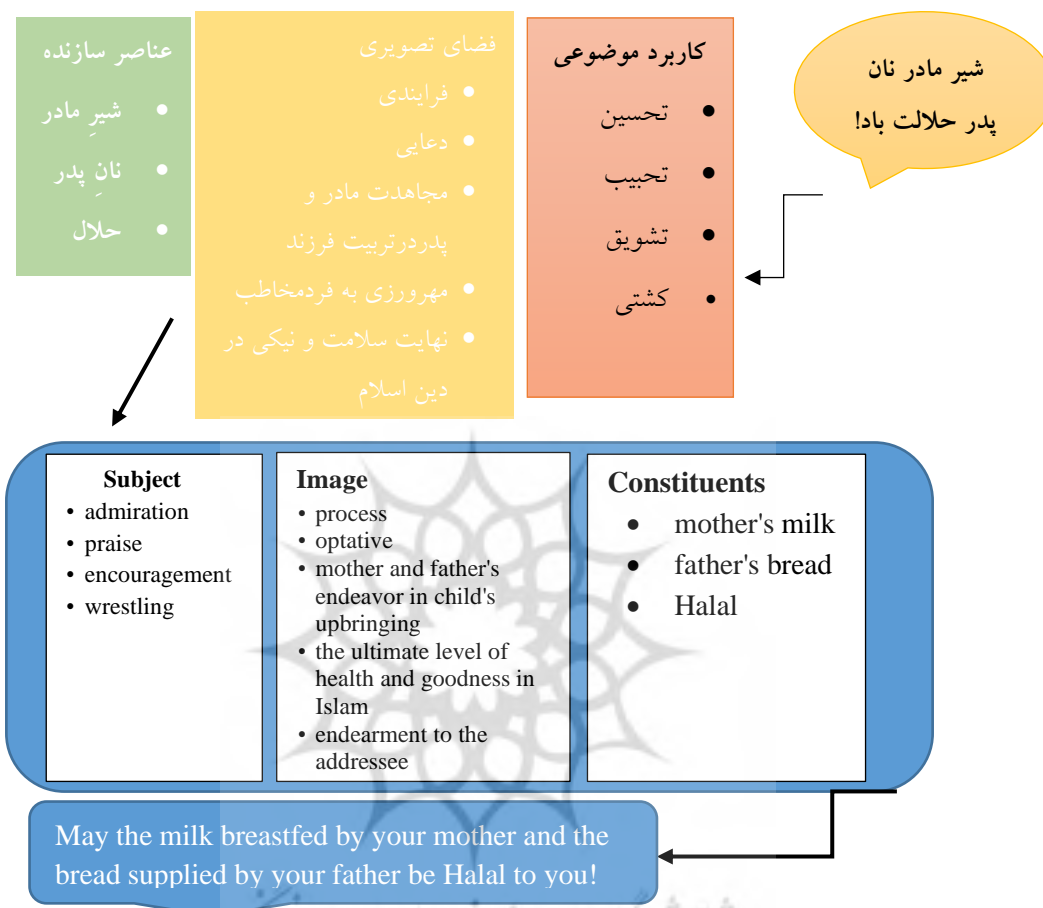 شیر مادر نان
پدر حلالت باد!
کاربرد موضوعی
• تحسین
• تحبیب
• تشویق
• کشتی
فضای تصویری
• فرایندی
• دعایی
• مجاهدت مادر و
پدردرتربیت فرزند
• مهرورزی به فردمخاطب
• نهایت سلامت و نیکی در
دین اسلام
عناصر سازنده
• شیرِ مادر
• نانِ پدر
• حلال
Subject
• admiration
• praise
• encouragement
• wrestling
Image
• process
• optative
• mother and father's
endeavor in child's
upbringing
• the ultimate level of
health and goodness in
Islam
• endearment to the
addressee
Constituents
• mother's milk
• father's bread
• Halal
May the milk breastfed by your mother and the
bread supplied by your father be Halal to you!